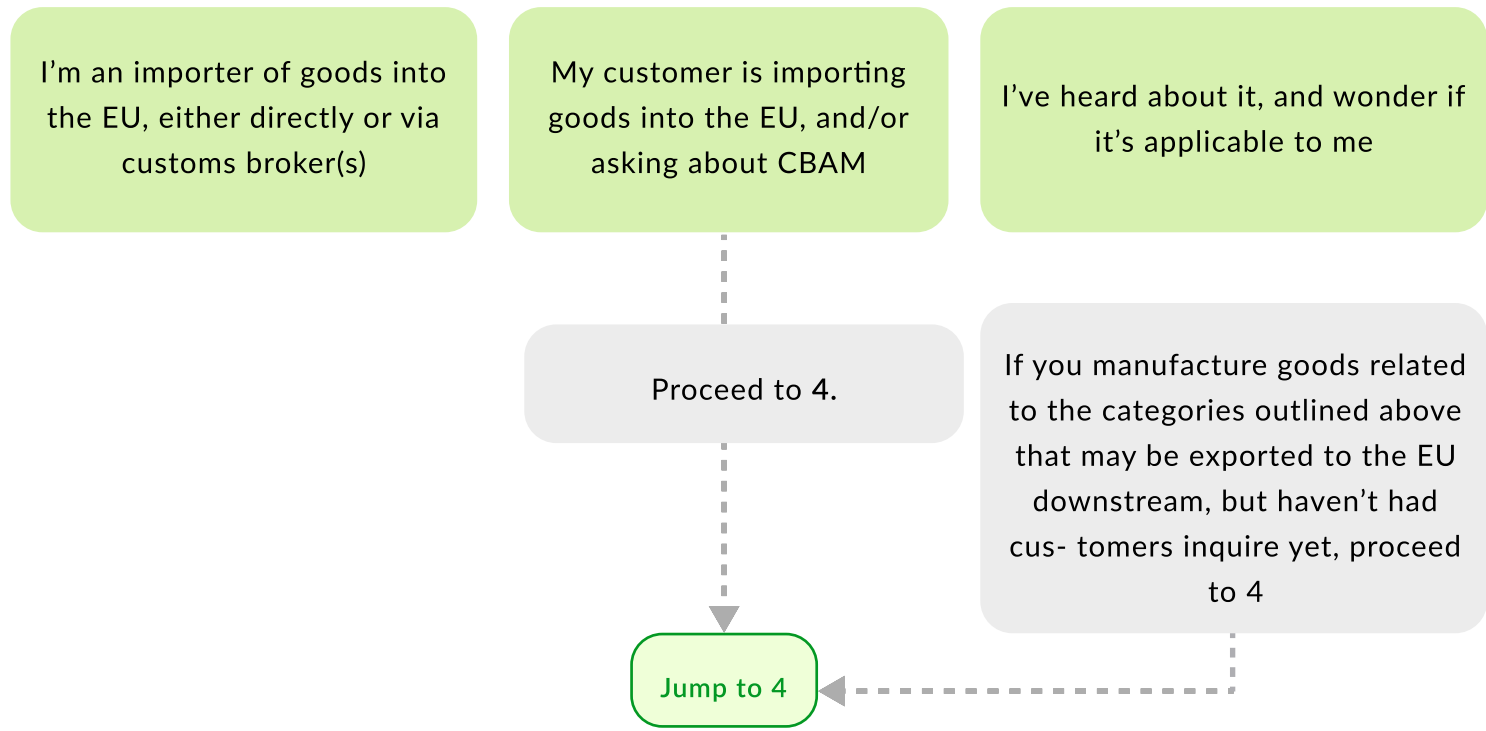 I’m an importer of goods into
the EU, either directly or via
customs broker(s)
My customer is importing
goods into the EU, and/or
asking about CBAM
I’ve heard about it, and wonder if
it’s applicable to me
Proceed to 4.
If you manufacture goods related
to the categories outlined above
that may be exported to the EU
downstream, but haven’t had
cus- tomers inquire yet, proceed
to 4
Jump to 4